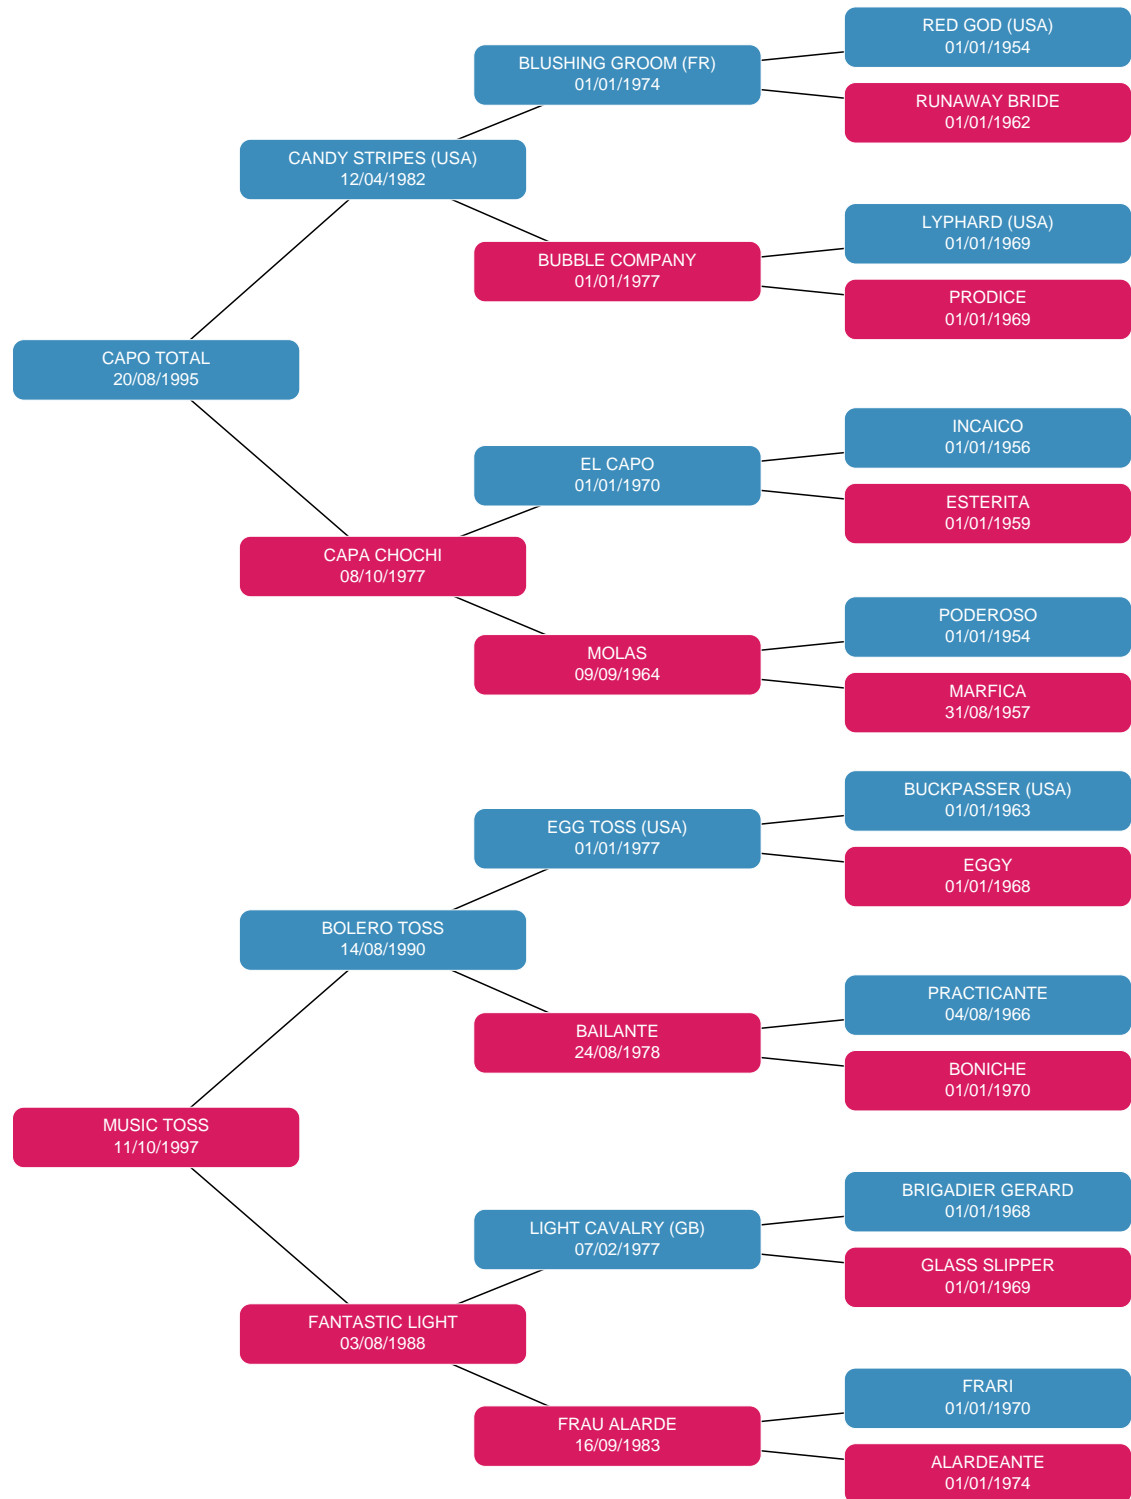 RED GOD (USA)
01/01/1954
BLUSHING GROOM (FR)
01/01/1974
RUNAWAY BRIDE
01/01/1962
CANDY STRIPES (USA)
12/04/1982
LYPHARD (USA)
01/01/1969
BUBBLE COMPANY
01/01/1977
PRODICE
01/01/1969
CAPO TOTAL
20/08/1995
INCAICO
01/01/1956
EL CAPO
01/01/1970
ESTERITA
01/01/1959
CAPA CHOCHI
08/10/1977
PODEROSO
01/01/1954
MOLAS
09/09/1964
MARFICA
31/08/1957
BUCKPASSER (USA)
01/01/1963
EGG TOSS (USA)
01/01/1977
EGGY
01/01/1968
BOLERO TOSS
14/08/1990
PRACTICANTE
04/08/1966
BAILANTE
24/08/1978
BONICHE
01/01/1970
MUSIC TOSS
11/10/1997
BRIGADIER GERARD
01/01/1968
LIGHT CAVALRY (GB)
07/02/1977
GLASS SLIPPER
01/01/1969
FANTASTIC LIGHT
03/08/1988
FRARI
01/01/1970
FRAU ALARDE
16/09/1983
ALARDEANTE
01/01/1974